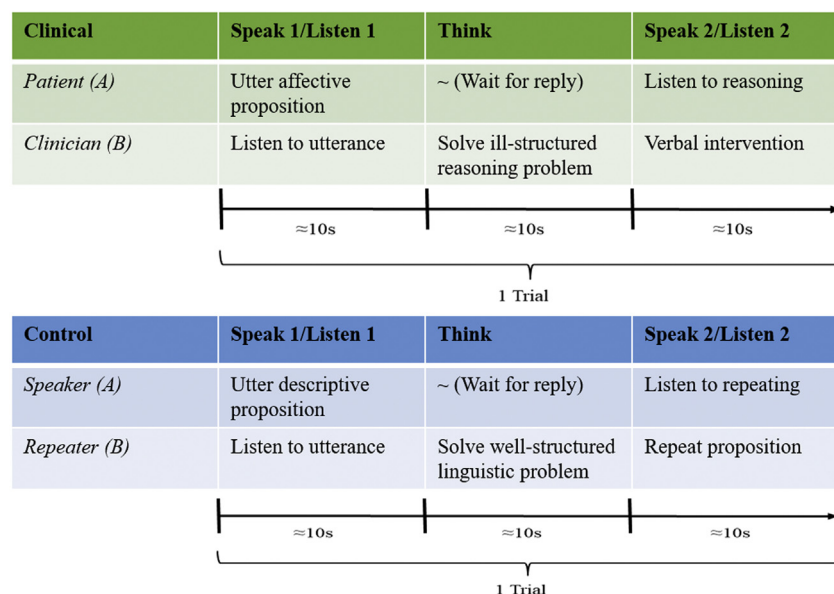 Clinical Speak 1/Listen 1 Think Speak 2/Listen 2
Patient (A) Utter affective ~ (Wait for reply) Listen to reasoning
proposition
Clinician (B) Listen to utterance Solve ill-structured Verbal intervention
reasoning problem
≈10s ≈10s ≈10s
1 Trial
Control Speak 1/Listen 1 Think Speak 2/Listen 2
Speaker (A) Utter descriptive ~ (Wait for reply) Listen to repeating
proposition
Repeater (B) Listen to utterance Solve well-structured Repeat proposition
linguistic problem
≈10s ≈10s ≈10s
1 Trial